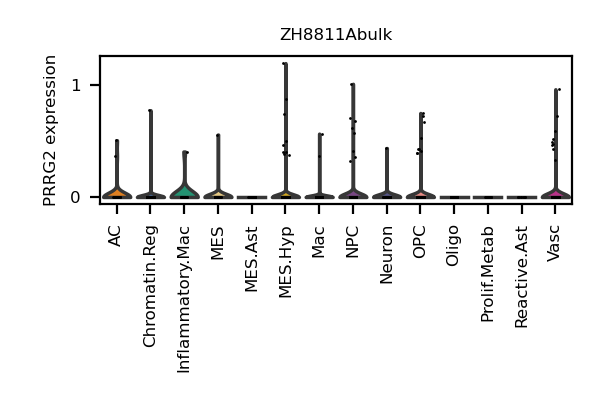 ZH8811Abulk
PRRG2 expression
1
0
AC
Chromatin.Reg
Inflammatory.Mac
MES
MES.Ast
MES.Hyp
Mac
NPC
Neuron
OPC
Oligo
Prolif.Metab
Reactive.Ast
Vasc